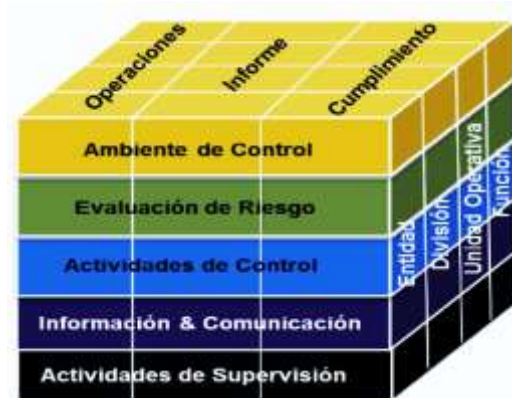 Operaciones
Informe
Cumplimiento
Ambiente de Control
Evaluación de Riesgo
Actividades de Control
Información & Comunicación
Actividades de Supervisión
Entidad
División
Unidad Operativa
Función